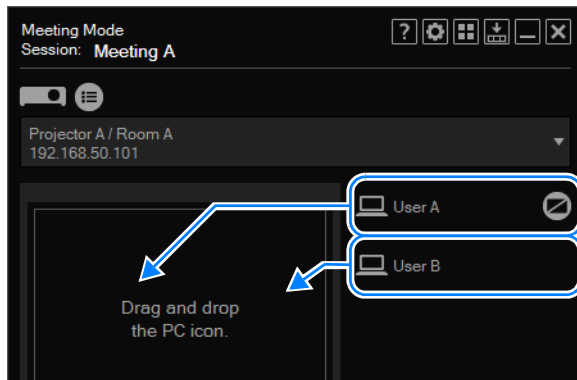 Meeting Mode
Session: Meeting A
?
Projector A / Room A
192.168.50.101
User A
User B
Drag and drop
the PC icon.